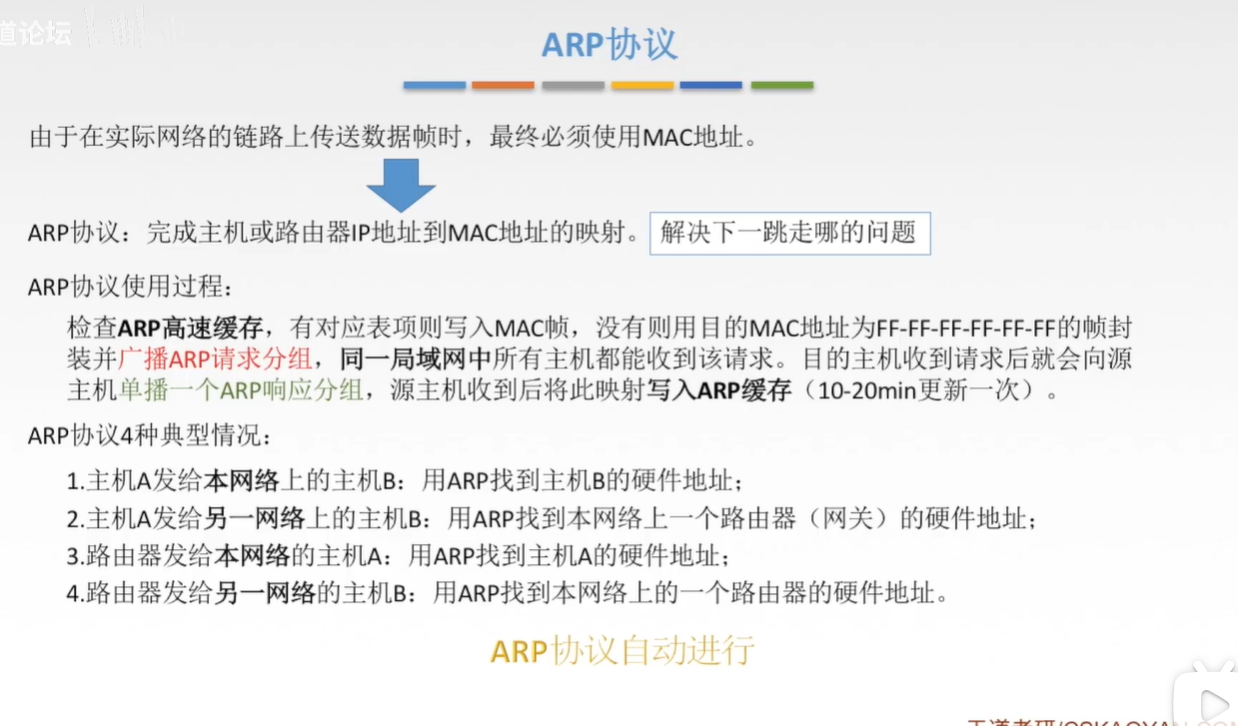 道论坛
ARP协议
由于在实际网络的链路上传送数据帧时，最终必须使用MAC地址。
ARP协议：完成主机或路由器IP地址到MAC地址的映射。 解决下一跳走哪的问题
ARP协议使用过程：
检查ARP高速缓存，有对应表项则写入MAC帧，没有则用目的MAC地址为FF-FF-FF-FF-FF-FF的帧封
装并广播ARP请求分组，同一局域网中所有主机都能收到该请求。目的主机收到请求后就会向源
主机单播一个ARP响应分组，源主机收到后将此映射写入ARP缓存（10-20min更新一次）。
ARP协议4种典型情况：
1.主机A发给本网络上的主机B：用ARP找到主机B的硬件地址；
2.主机A发给另一网络上的主机B：用ARP找到本网络上一个路由器（网关）的硬件地址；
3.路由器发给本网络的主机A：用ARP找到主机A的硬件地址；
4.路由器发给另一网络的主机B：用ARP找到本网络上的一个路由器的硬件地址。
ARP协议自动进行
王道考研/CSKAOYAN.COM